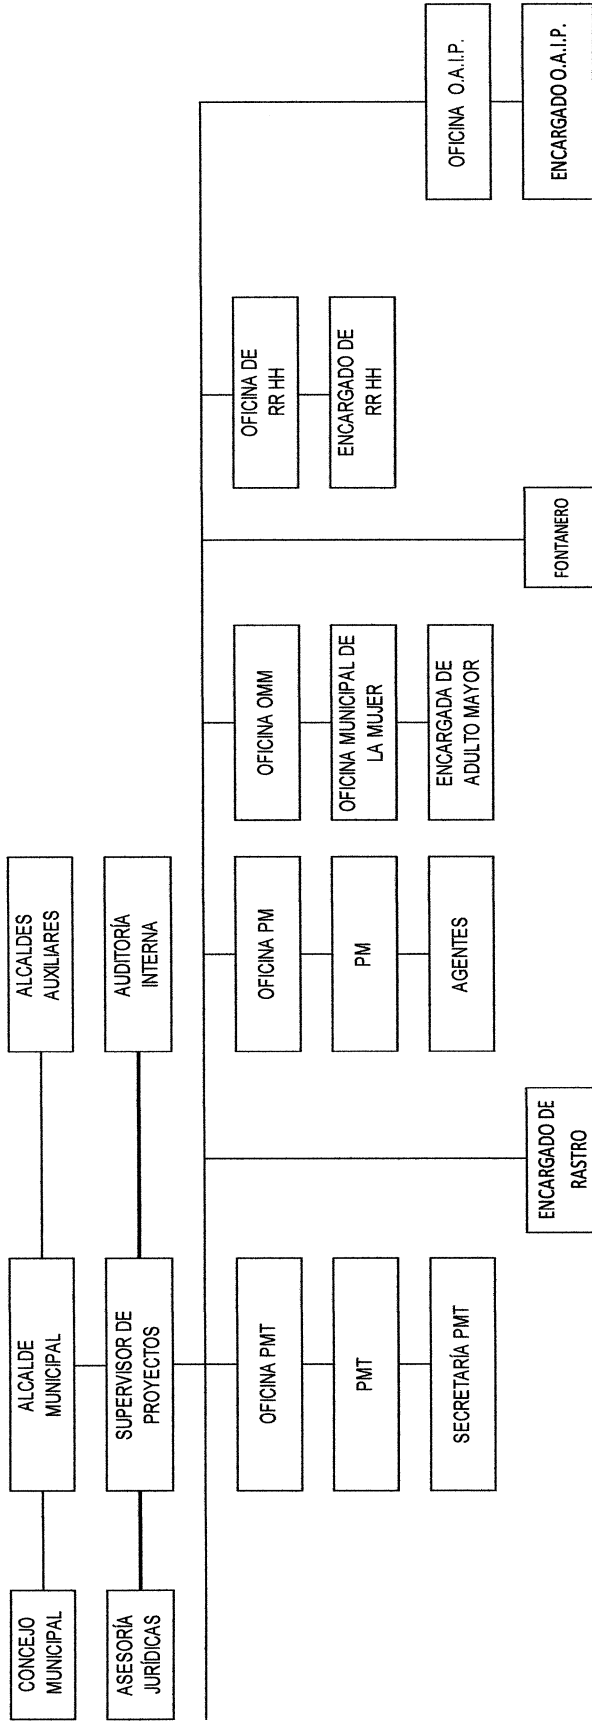 CONCEJO
MUNICIPAL
ALCALDE
MUNICIPAL
ALCALDES
AUXILIARES
ASESORÍA
JURÍDICAS
SUPERVISOR DE
PROYECTOS
AUDITORÍA
INTERNA
OFICINA PMT
PMT
SECRETARÍA PMT
ENCARGADO DE
RASTRO
OFICINA PM
PM
AGENTES
OFICINA OMM
OFICINA MUNICIPAL DE
LA MUJER
ENCARGADA DE
ADULTO MAYOR
FONTANERO
OFICINA DE
RR HH
ENCARGADO DE
RR HH
OFICINA O.A.I.P.
ENCARGADO O.A.I.P.